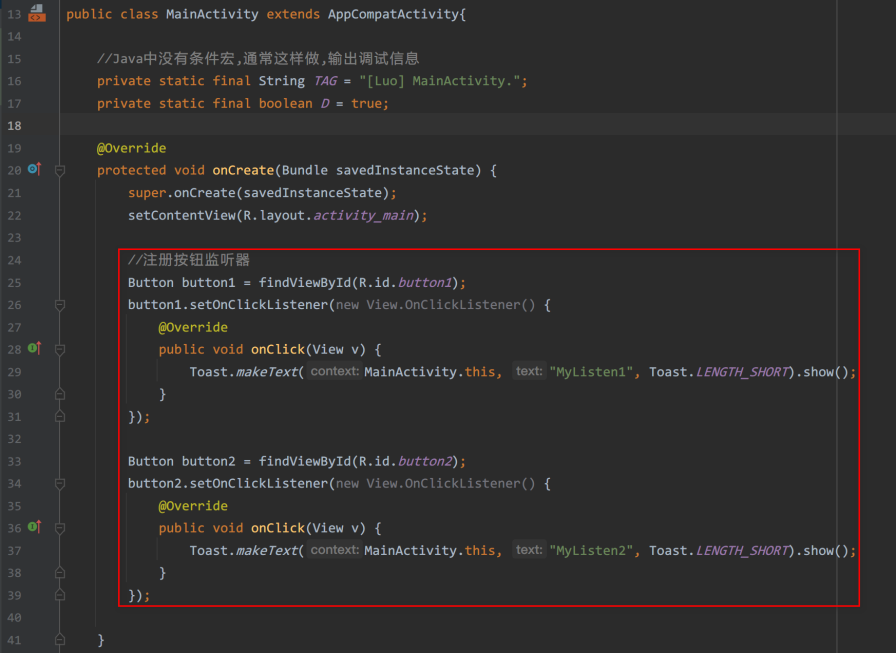 13 public class MainActivity extends AppCompatActivity{
14
15 //Java中没有条件宏,通常这样做,输出调试信息
16 private static final String TAG = "[Luo] MainActivity.";
17 private static final boolean D = true;
18
19 @Override
20 protected void onCreate(Bundle savedInstanceState) {
21 super.onCreate(savedInstanceState);
22 setContentView(R.layout.activity_main);
23
24 //注册按钮监听器
25 Button button1 = findViewById(R.id.button1);
26 button1.setOnClickListener(new View.OnClickListener() {
27 @Override
28 public void onClick(View v) {
29 Toast.makeText( context: MainActivity.this, text: "MyListen1", Toast.LENGTH_SHORT).show();
30 }
31 });
32
33 Button button2 = findViewById(R.id.button2);
34 button2.setOnClickListener(new View.OnClickListener() {
35 @Override
36 public void onClick(View v) {
37 Toast.makeText( context: MainActivity.this, text: "MyListen2", Toast.LENGTH_SHORT).show();
38 }
39 });
40
41 }